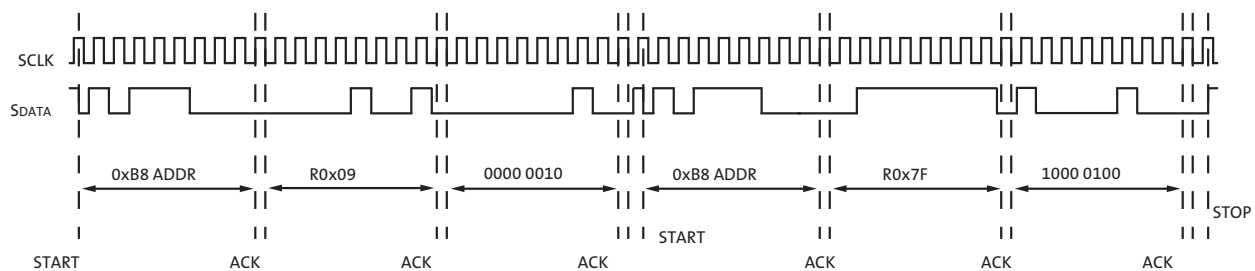 SCLK
SDATA
0xB8 ADDR R0x09 0000 0010 0xB8 ADDR R0x7F 1000 0100
STOP
START
START ACK ACK ACK ACK ACK ACK